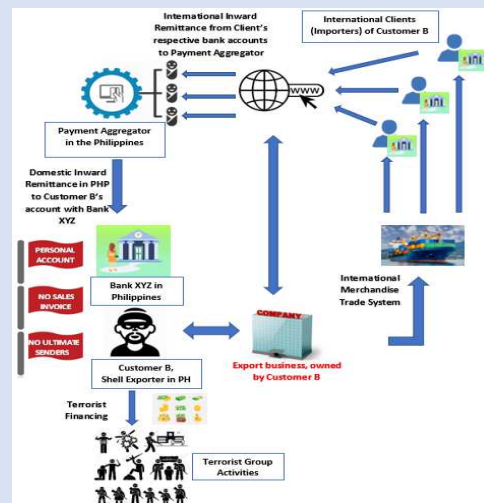 International Inward
Remittance from Client's
respective bank accounts
to Payment Aggregator
International Clients
(Importers) of Customer B
www
Payment Aggregator
in the Philippines
Domestic Inward
Remittance in PHP
to Customer B's
account with Bank
XYZ
PERSONAL
ACCOUNT
NO SALES
INVOICE
NO ULTIMATE
SENDERS
Bank XYZ in
Philippines
International
Merchandise
Trade System
COMPANY
Customer B,
Shell Exporter in PH
Export business, owned
by Customer B
Terrorist
Financing
Terrorist Group
Activities